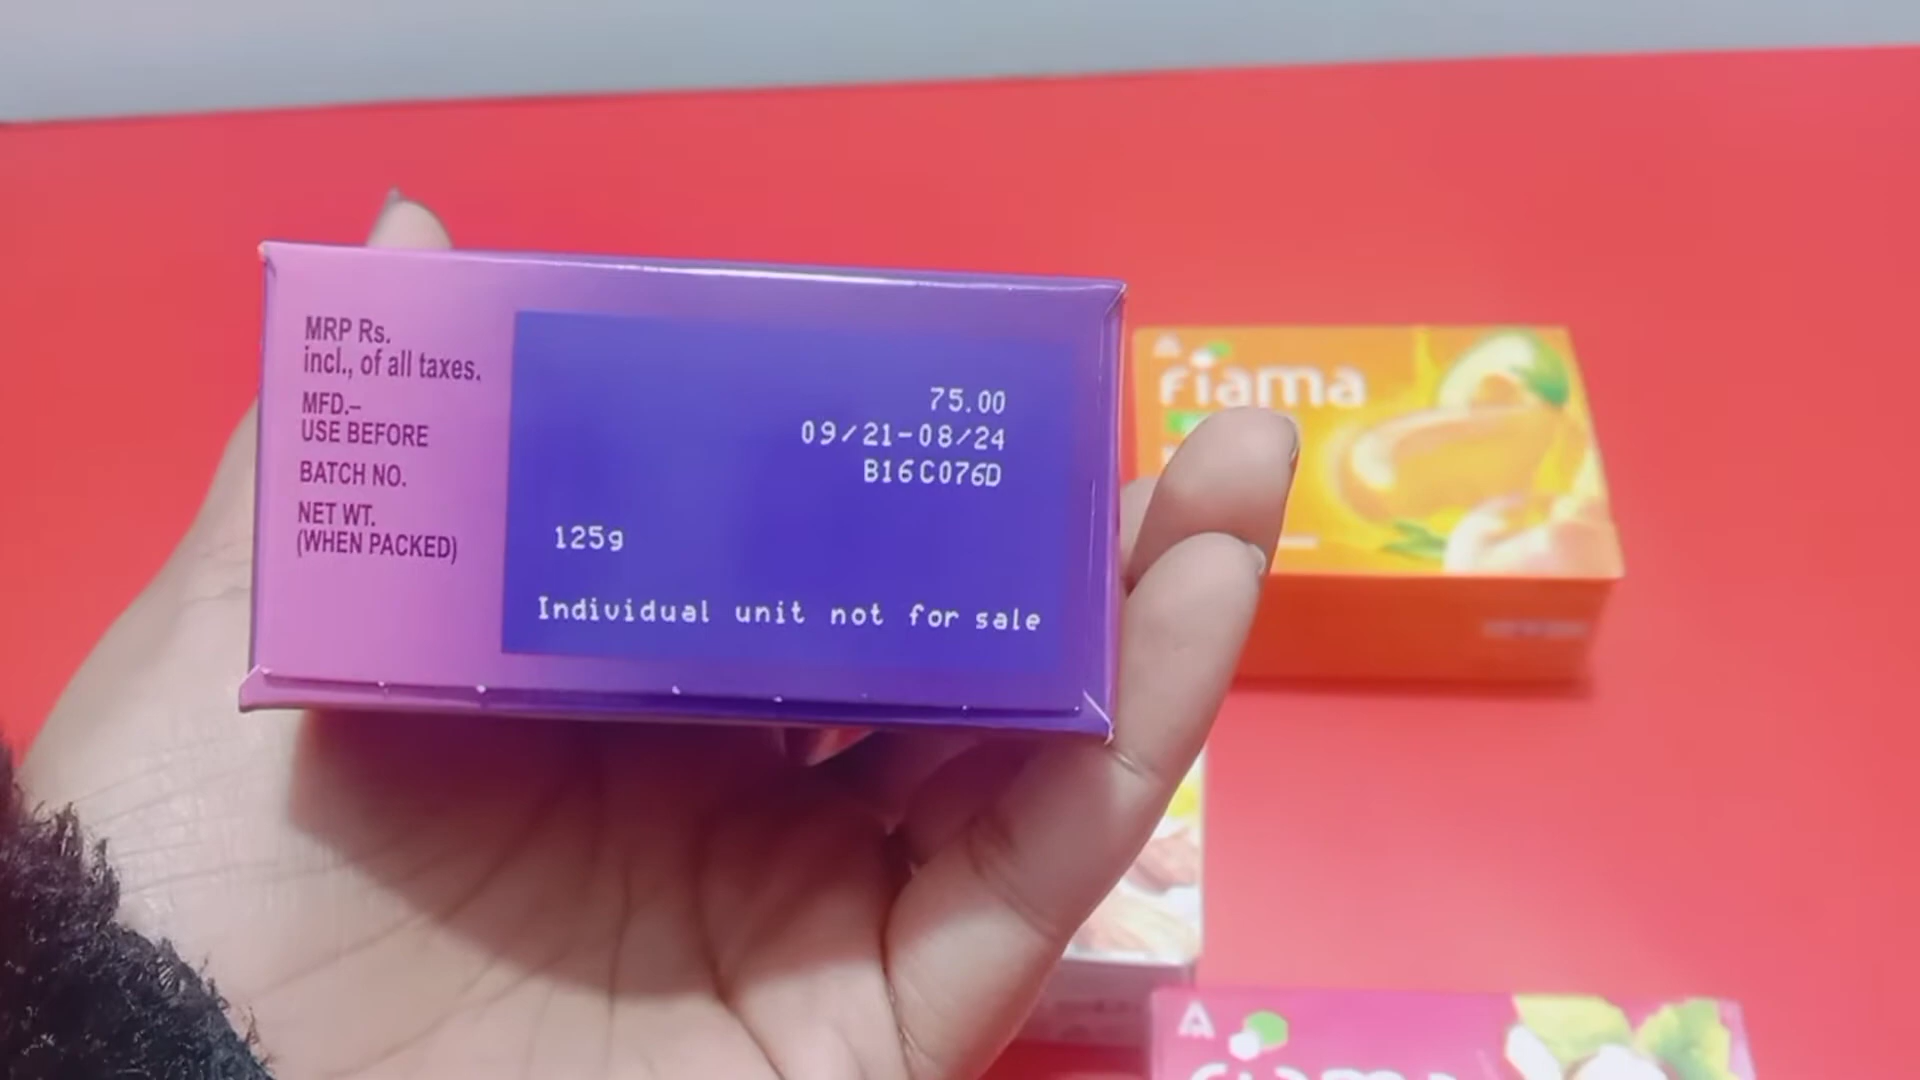 MRP Rs.
incl., of all taxes.
MFD.–
USE BEFORE
BATCH NO.
NET WT.
(WHEN PACKED)
75.00
09/21-08/24
B16C076D
125g
Individual unit not for sale
fiama
fiama